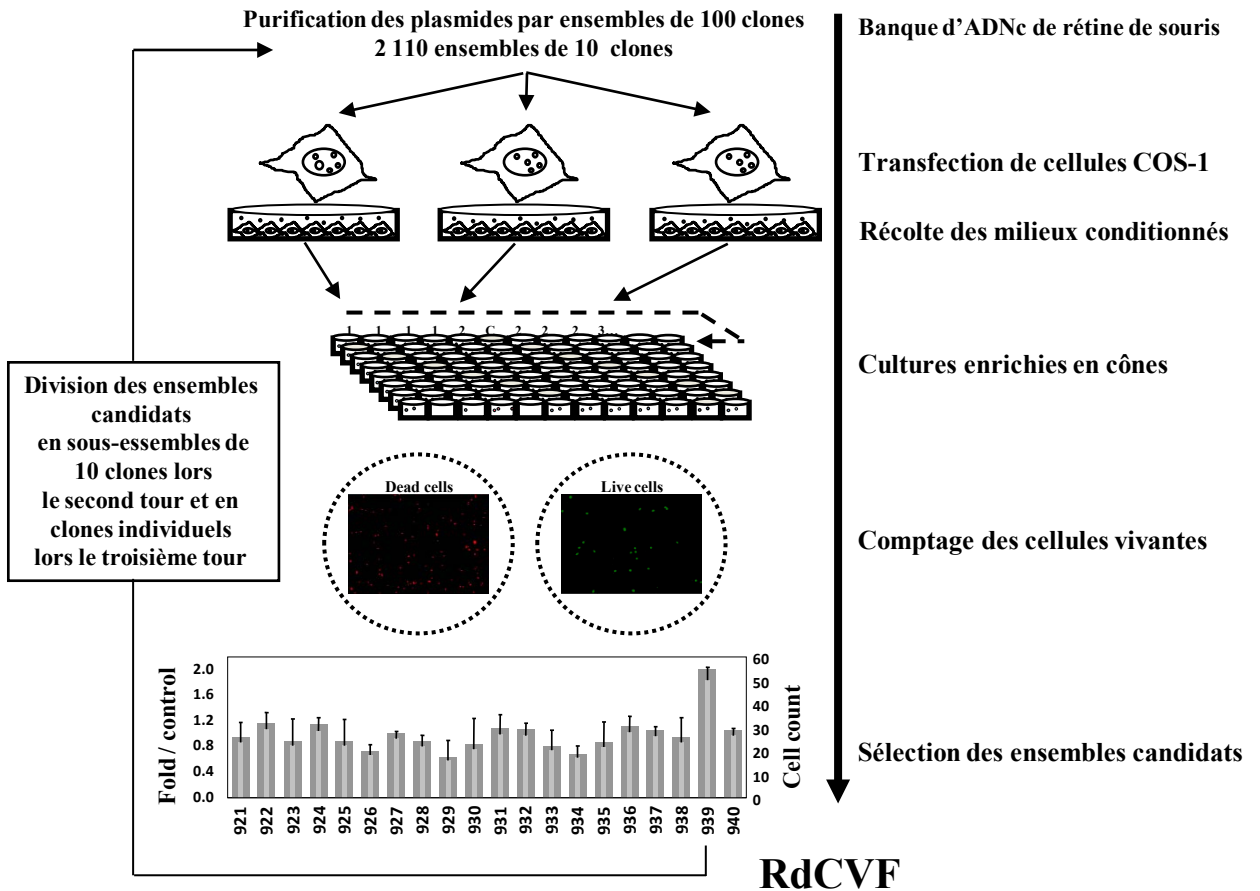 Purification des plasmides par ensembles de 100 clones
2 110 ensembles de 10 clones
Banque d'ADNc de rétine de souris
Transfection de cellules COS-1
Récolte des milieux conditionnés
1 1 1 1 2 C 2 2 2 3...
Cultures enrichies en cônes
Division des ensembles
candidats
en sous-essembles de
10 clones lors
le second tour et en
clones individuels
lors le troisième tour
Dead cells
Live cells
Comptage des cellules vivantes
Fold / control
2.0
1.6
1.2
0.8
0.4
0.0
60
50
40
30
20
10
0
Cell count
921 922 923 924 925 926 927 928 929 930 931 932 933 934 935 936 937 938 939 940
Sélection des ensembles candidats
RdCVF